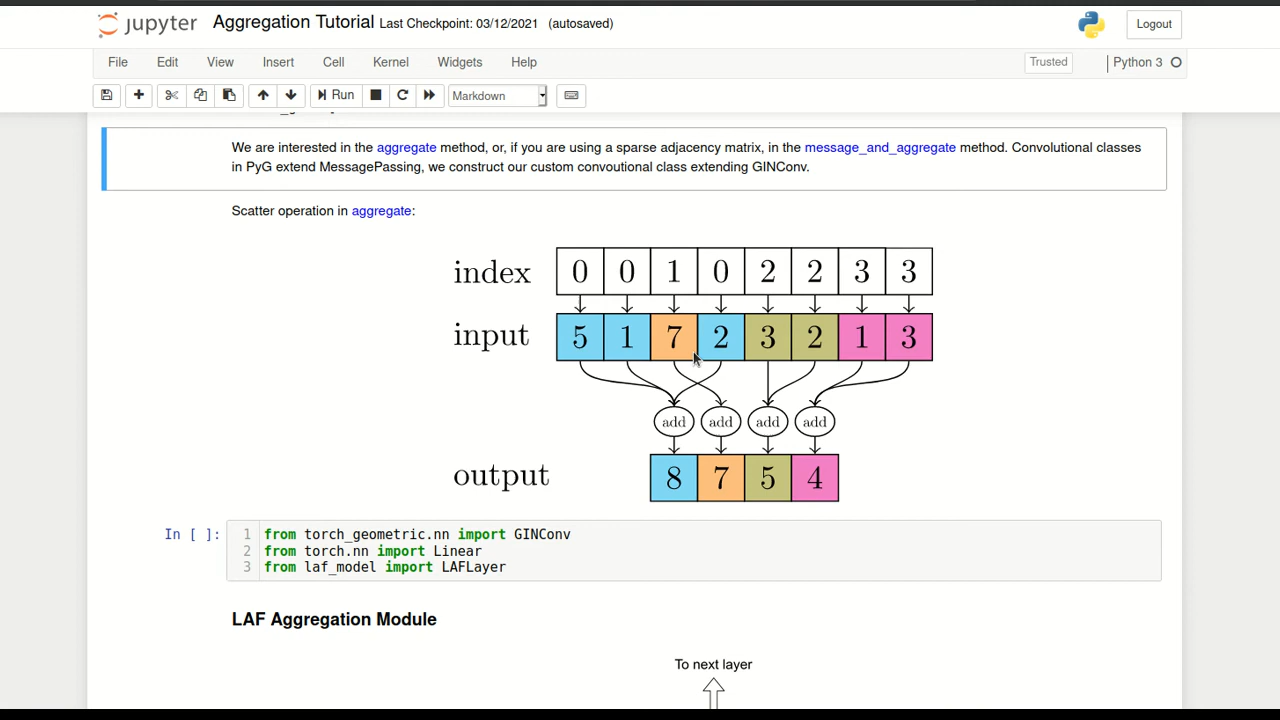 jupyter Aggregation Tutorial Last Checkpoint: 03/12/2021 (autosaved) Logout
File Edit View Insert Cell Kernel Widgets Help Trusted Python 3
Run Markdown
We are interested in the aggregate method, or, if you are using a sparse adjacency matrix, in the message_and_aggregate method. Convolutional classes
in PyG extend MessagePassing, we construct our custom convoutional class extending GINConv.
Scatter operation in aggregate:
index 0 0 1 0 2 2 3 3
input 5 1 7 2 3 2 1 3
add add add add
output 8 7 5 4
In [ ]: 1 from torch_geometric.nn import GINConv
2 from torch.nn import Linear
3 from laf_model import LAFLayer
LAF Aggregation Module
To next layer